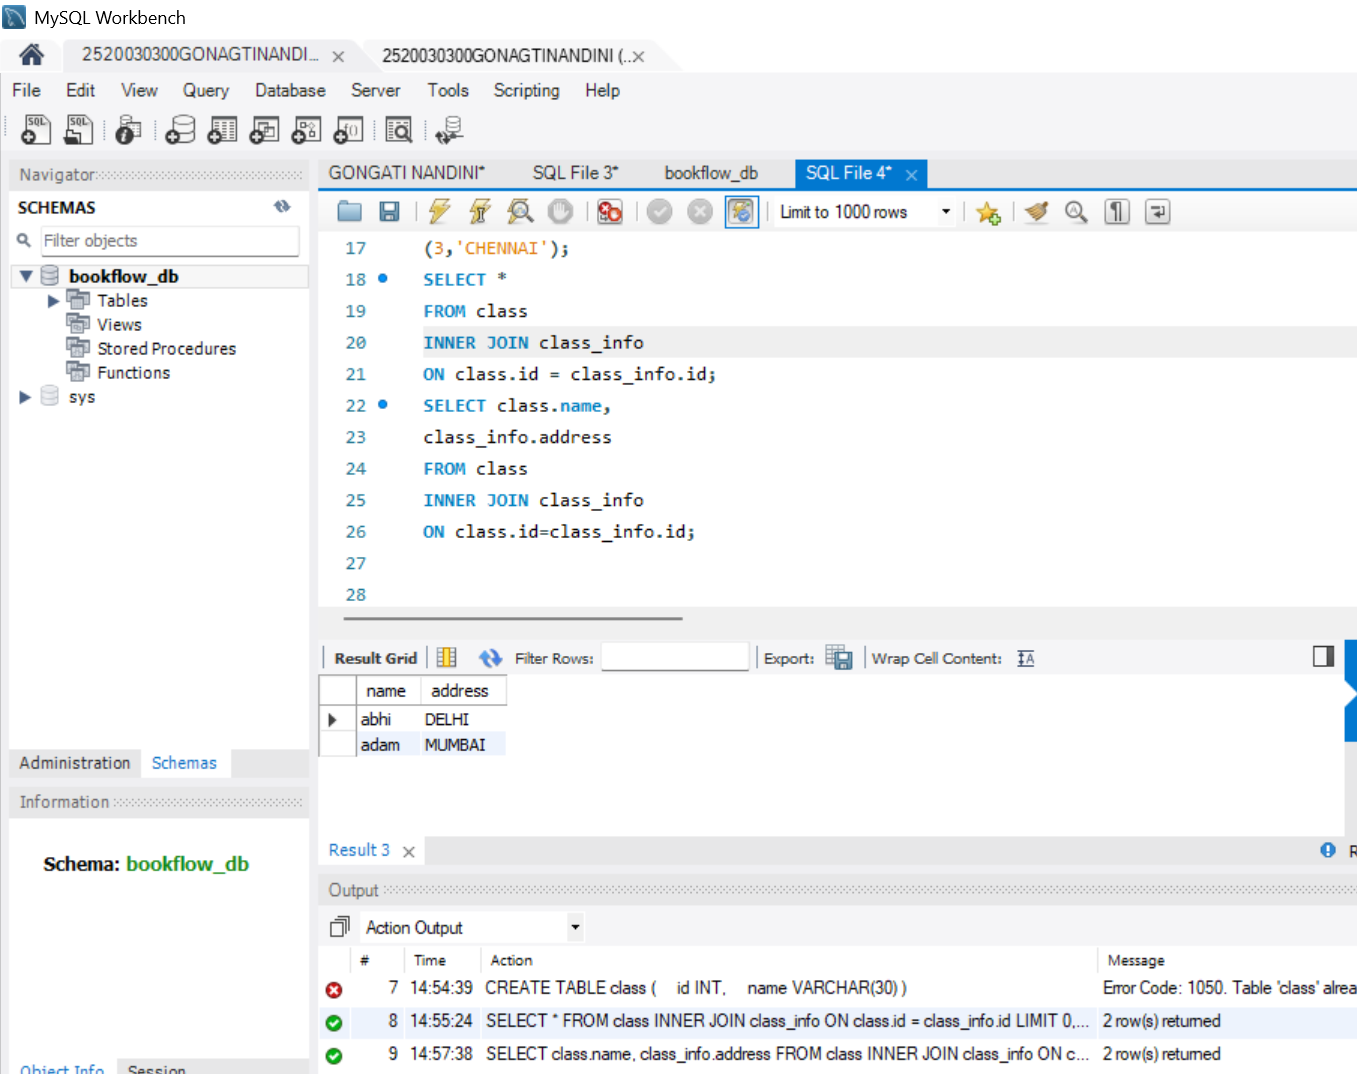 MySQL Workbench
2520030300GONAGTINANDI...
2520030300GONAGTINANDINI (...
File Edit View Query Database Server Tools Scripting Help
Navigator
SCHEMAS
Filter objects
bookflow_db
Tables
Views
Stored Procedures
Functions
sys
Administration Schemas
Information
Schema: bookflow_db
Object Info Session
GONGATI NANDINI* SQL File 3* bookflow_db SQL File 4*
Limit to 1000 rows
17 (3,'CHENNAI');
18 SELECT *
19 FROM class
20 INNER JOIN class_info
21 ON class.id = class_info.id;
22 SELECT class.name,
23 class_info.address
24 FROM class
25 INNER JOIN class_info
26 ON class.id=class_info.id;
27
28
Result Grid Filter Rows: Export: Wrap Cell Content:
name address
abhi DELHI
adam MUMBAI
Result 3
Output
Action Output
# Time Action Message
7 14:54:39 CREATE TABLE class ( id INT, name VARCHAR(30) ) Error Code: 1050. Table 'class' alrea
8 14:55:24 SELECT * FROM class INNER JOIN class_info ON class.id = class_info.id LIMIT 0,... 2 row(s) returned
9 14:57:38 SELECT class.name, class_info.address FROM class INNER JOIN class_info ON c... 2 row(s) returned